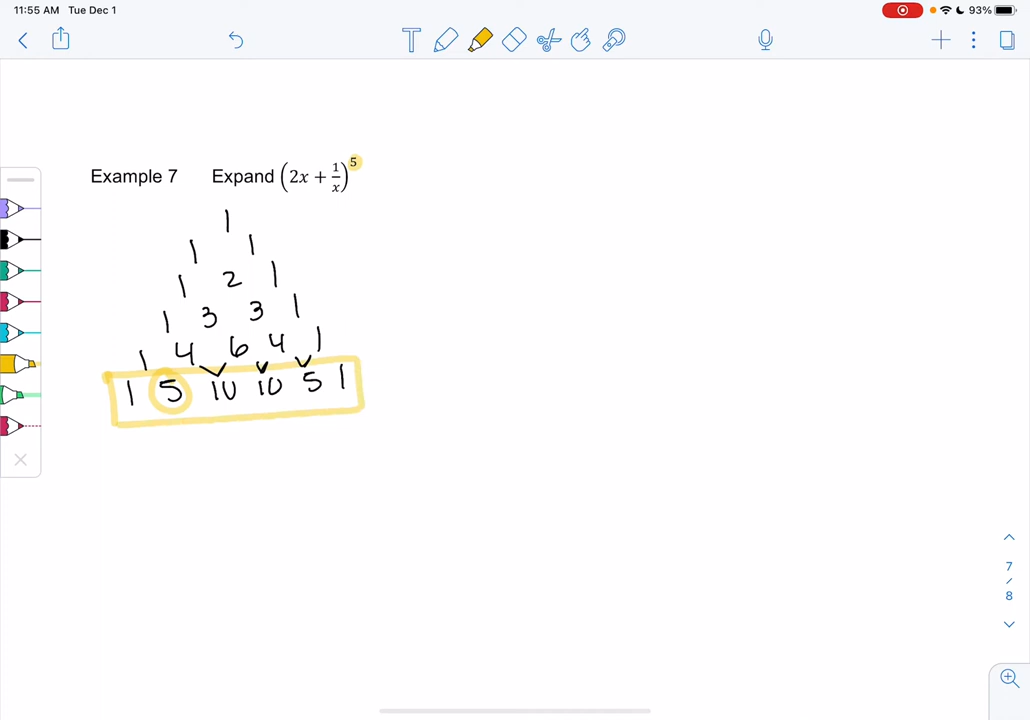 11:55 AM Tue Dec 1
93%
T
Example 7 Expand (2x + 1/x)^5
1
1 1
1 2 1
1 3 3 1
1 4 6 4 1
1 5 10 10 5 1
7
/
8